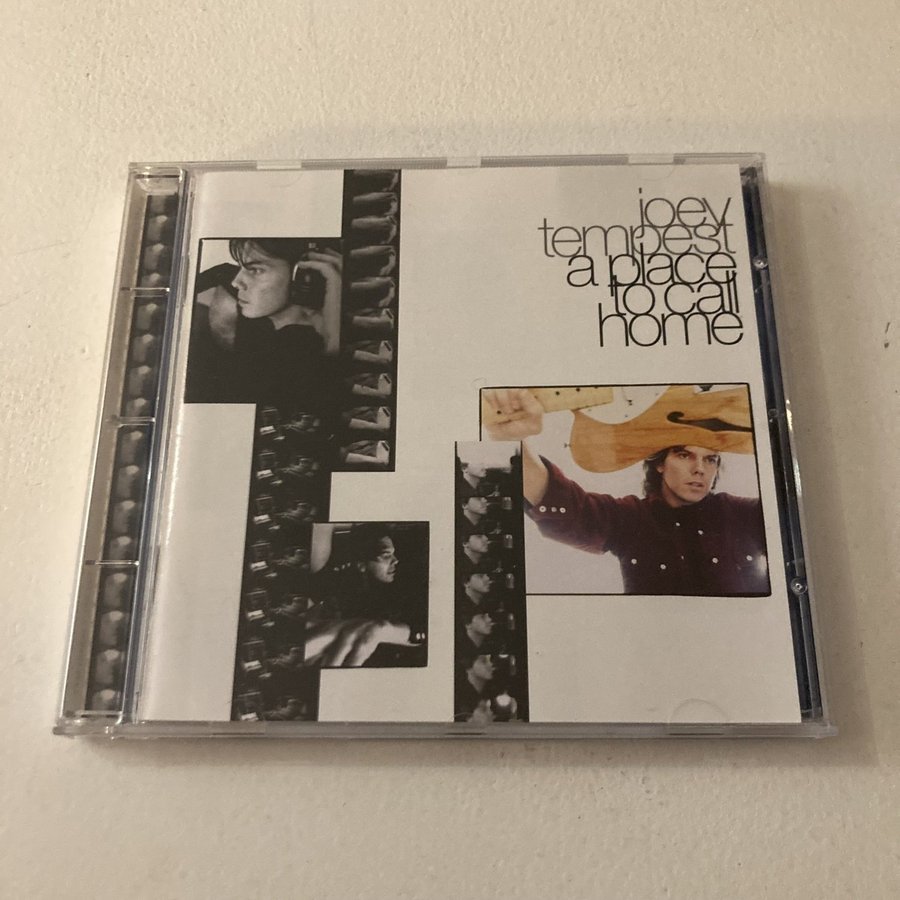 joey
tempest
a place
to call
home